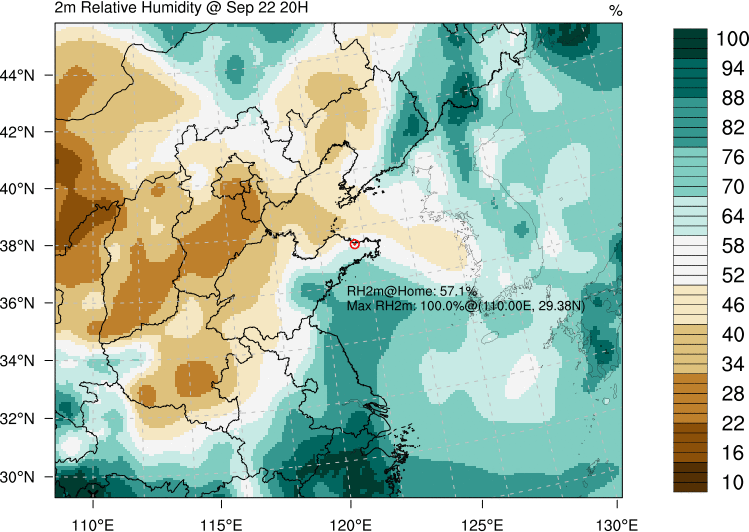 2m Relative Humidity @ Sep 22 20H
%
44°N
42°N
40°N
38°N
36°N
34°N
32°N
30°N
RH2m@Home: 57.1%
Max RH2m: 100.0%@(110.00E, 29.38N)
110°E 115°E 120°E 125°E 130°E
100
94
88
82
76
70
64
58
52
46
40
34
28
22
16
10